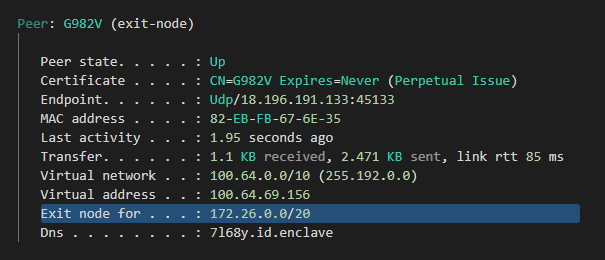 Peer: G982V (exit-node)
Peer state. . . . . : Up
Certificate . . . . : CN=G982V Expires=Never (Perpetual Issue)
Endpoint. . . . . . : Udp/18.196.191.133:45133
MAC address . . . . : 82-EB-FB-67-6E-35
Last activity . . . : 1.95 seconds ago
Transfer. . . . . . : 1.1 KB received, 2.471 KB sent, link rtt 85 ms
Virtual network . . : 100.64.0.0/10 (255.192.0.0)
Virtual address . . : 100.64.69.156
Exit node for . . . : 172.26.0.0/20
Dns . . . . . . . . : 7l68y.id.enclave